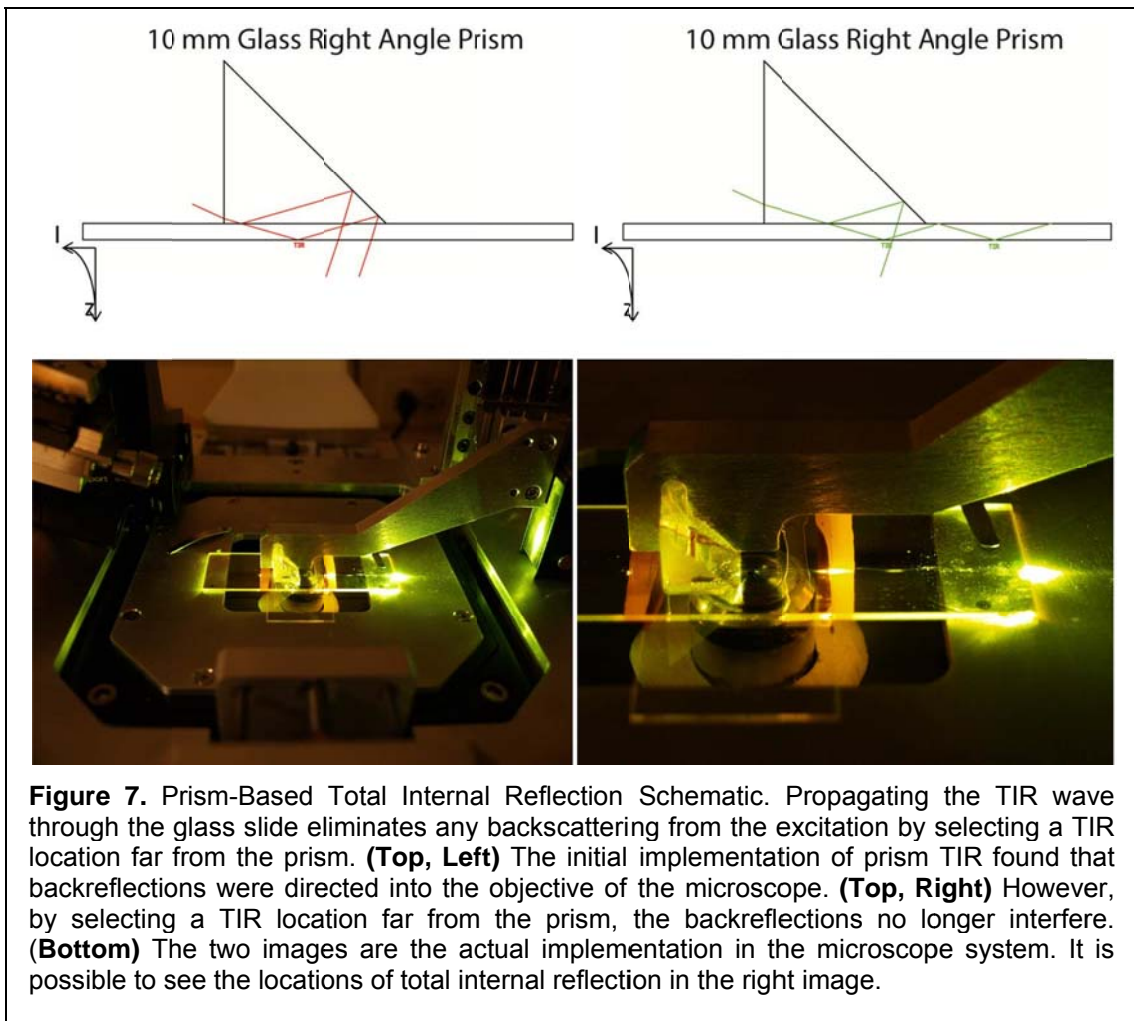 10 mm Glass Right Angle Prism
10 mm Glass Right Angle Prism
TIR
I
Z
TIR
TIR
I
Z
Figure 7. Prism-Based Total Internal Reflection Schematic. Propagating the TIR wave
through the glass slide eliminates any backscattering from the excitation by selecting a TIR
location far from the prism. (Top, Left) The initial implementation of prism TIR found that
backreflections were directed into the objective of the microscope. (Top, Right) However,
by selecting a TIR location far from the prism, the backreflections no longer interfere.
(Bottom) The two images are the actual implementation in the microscope system. It is
possible to see the locations of total internal reflection in the right image.